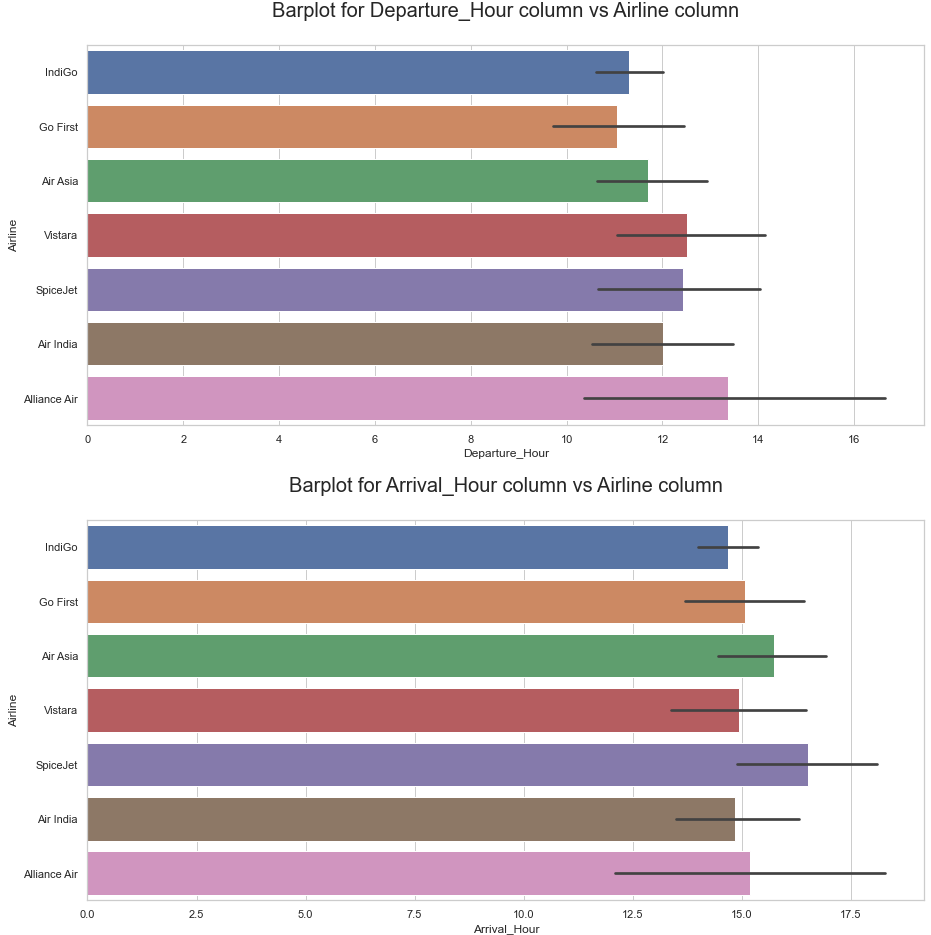 Barplot for Departure_Hour column vs Airline column
Airline
IndiGo
Go First
Air Asia
Vistara
SpiceJet
Air India
Alliance Air
0 2 4 6 8 10 12 14 16
Departure_Hour
Barplot for Arrival_Hour column vs Airline column
Airline
IndiGo
Go First
Air Asia
Vistara
SpiceJet
Air India
Alliance Air
0.0 2.5 5.0 7.5 10.0 12.5 15.0 17.5
Arrival_Hour